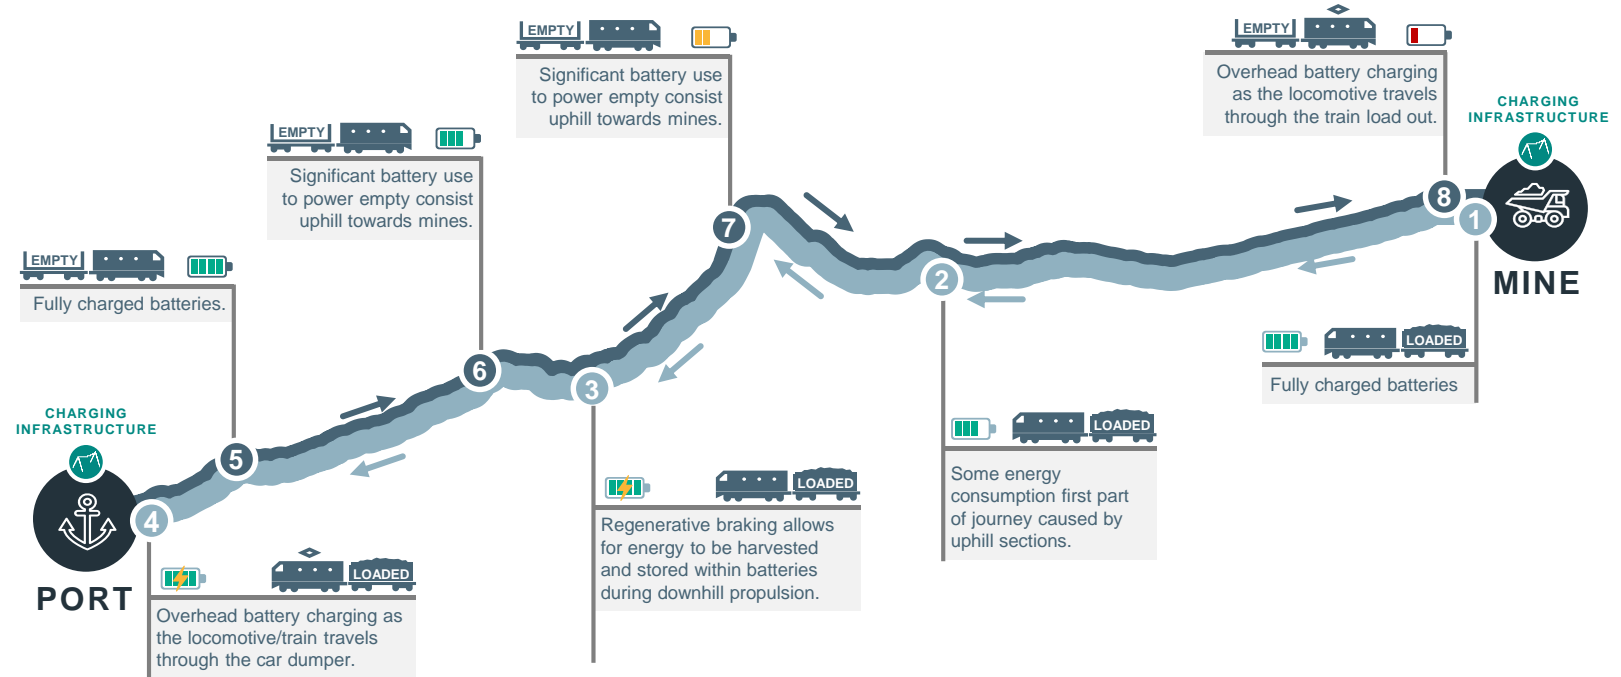 EMPTY
Significant battery use
to power empty consist
uphill towards mines.
EMPTY
Overhead battery charging
as the locomotive travels
through the train load out.
CHARGING
INFRASTRUCTURE
EMPTY
Significant battery use
to power empty consist
uphill towards mines.
EMPTY
Fully charged batteries.
7
8
1
MINE
2
6
3
LOADED
Fully charged batteries
CHARGING
INFRASTRUCTURE
5
4
PORT
LOADED
Some energy
consumption first part
of journey caused by
uphill sections.
LOADED
Regenerative braking allows
for energy to be harvested
and stored within batteries
during downhill propulsion.
LOADED
Overhead battery charging as
the locomotive/train travels
through the car dumper.